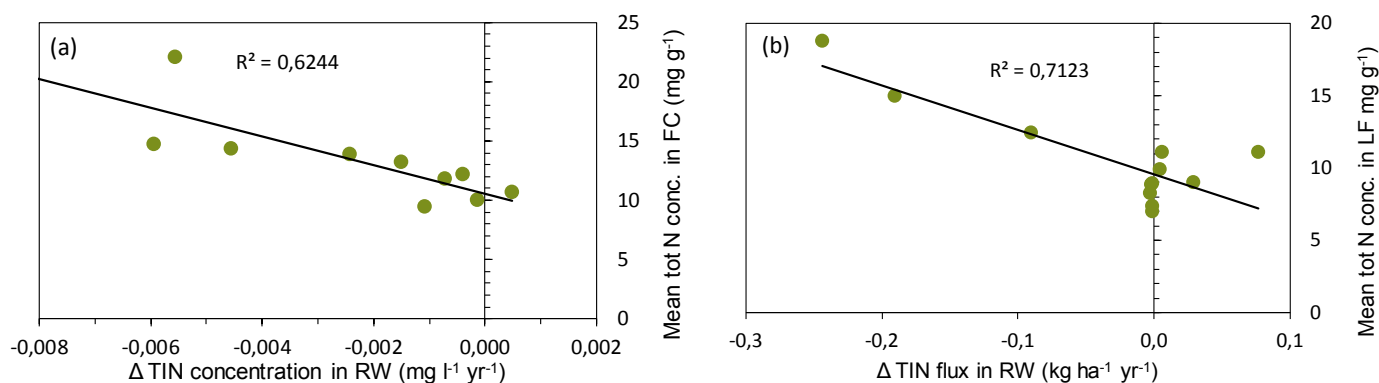 (a)
R² = 0,6244
25
20
15
10
5
0
Mean tot N conc. in FC (mg g-1)
-0,008
-0,006
-0,004
-0,002
0,000
0,002
Δ TIN concentration in RW (mg l-1 yr-1)
(b)
R² = 0,7123
20
15
10
5
0
Mean tot N conc. in LF mg g-1)
-0,3
-0,2
-0,1
0,0
0,1
Δ TIN flux in RW (kg ha-1 yr-1)